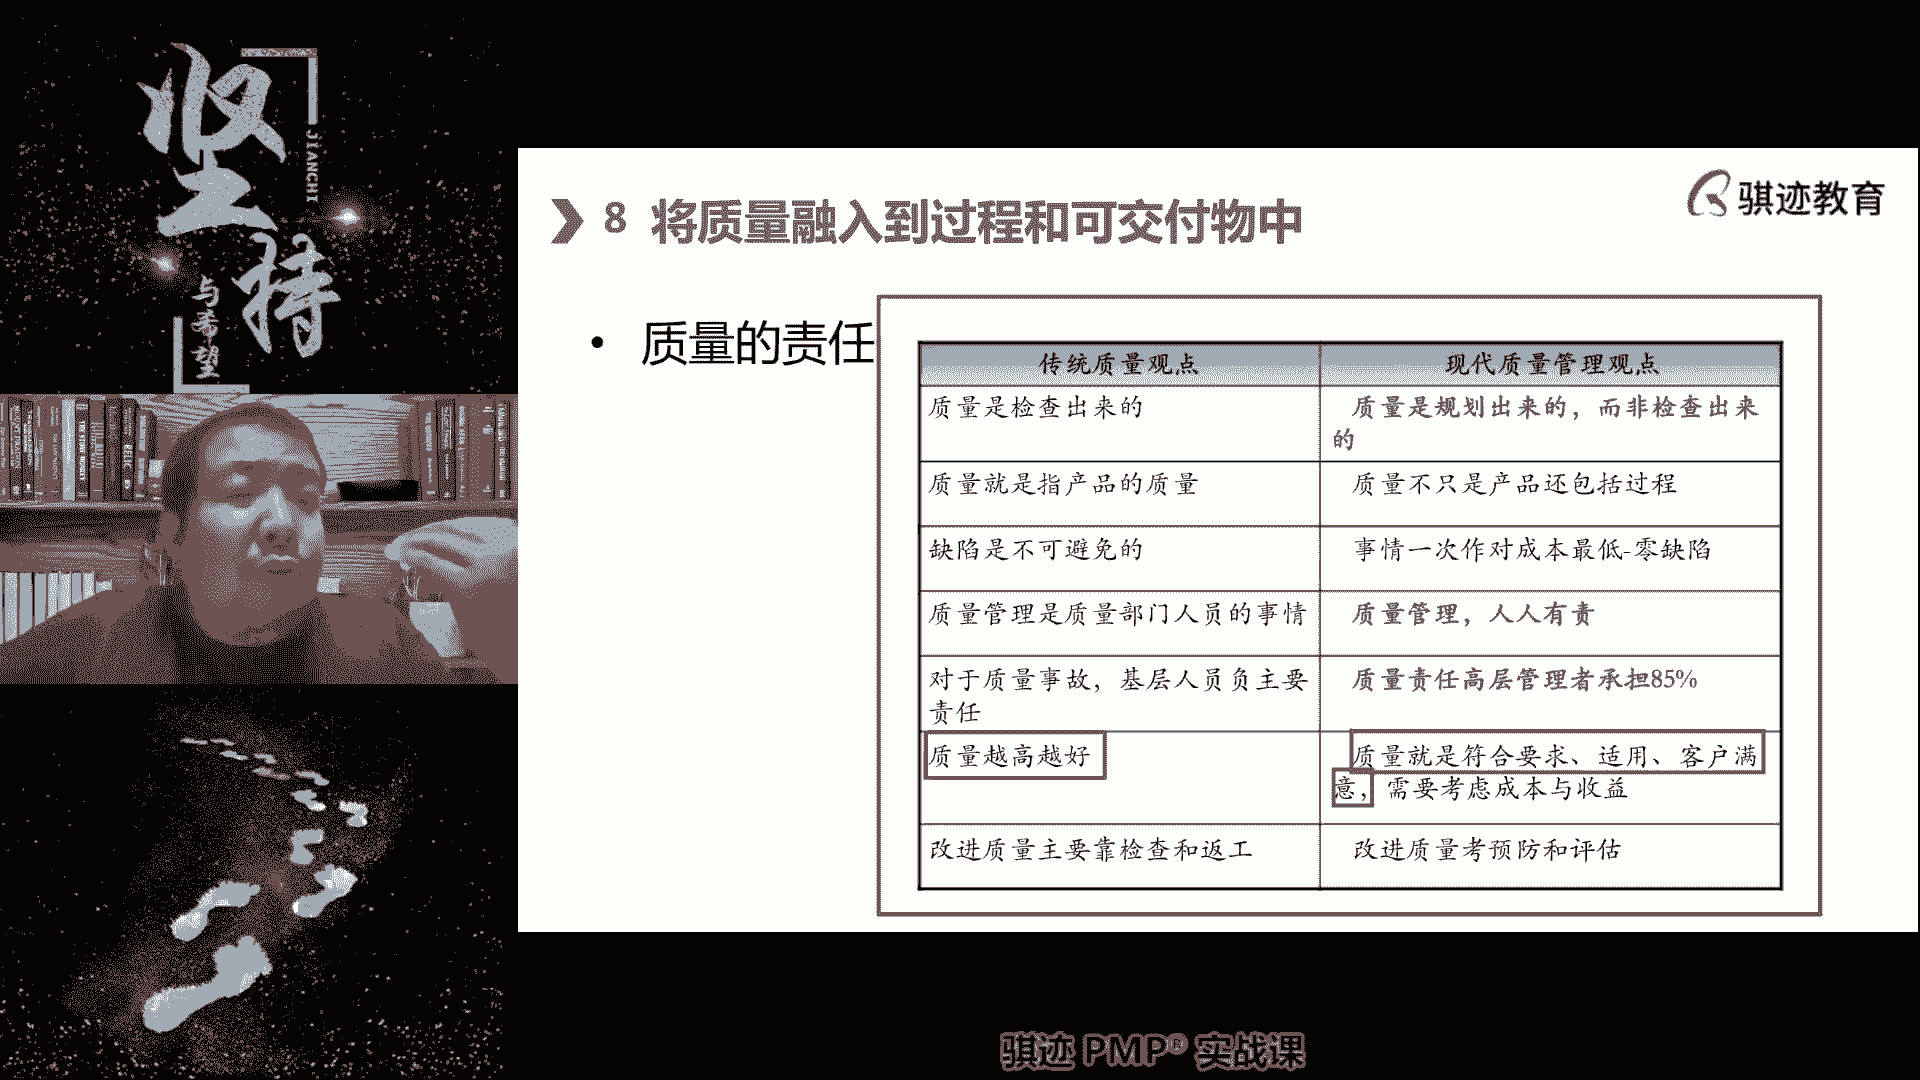 坚持
JIANCHI
与希望
骐迹教育
8 将质量融入到过程和可交付物中
• 质量的责任
传统质量观点
现代质量管理观点
质量是检查出来的
质量是规划出来的，而非检查出来
的
质量就是指产品的质量
质量不只是产品还包括过程
缺陷是不可避免的
事情一次作对成本最低-零缺陷
质量管理是质量部门人员的事情
质量管理，人人有责
对于质量事故，基层人员负主要
责任
质量责任高层管理者承担85%
质量越高越好
质量就是符合要求、适用、客户满
意，需要考虑成本与收益
改进质量主要靠检查和返工
改进质量考预防和评估
骐迹 PMP® 实战课